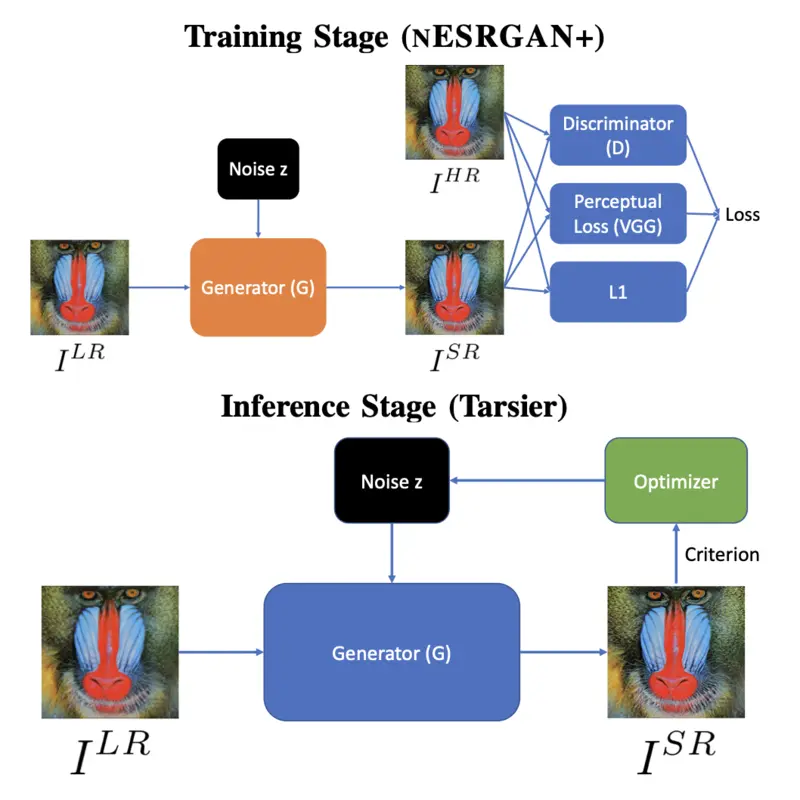 Training Stage (NESRGAN+)
Noise z
Generator (G)
I^{LR}
I^{HR}
I^{SR}
Discriminator
(D)
Perceptual
Loss (VGG)
L1
Loss
Inference Stage (Tarsier)
Noise z
Optimizer
Criterion
Generator (G)
I^{LR}
I^{SR}